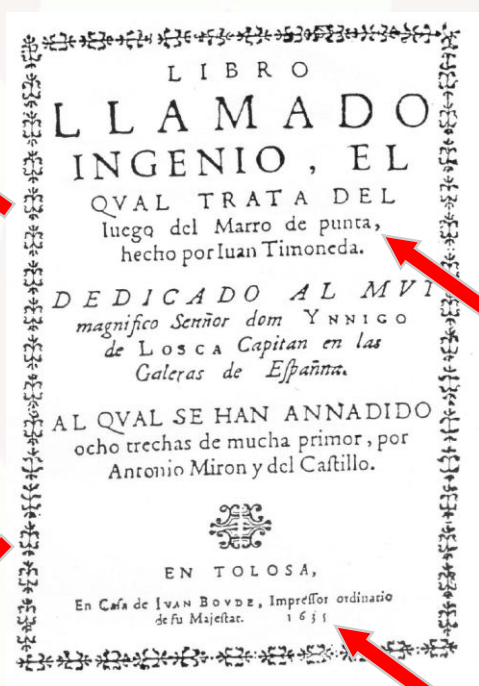 LIBRO
LLAMADO
INGENIO, EL
QVAL TRATA DEL
Iuego del Marro de punta,
hecho por Iuan Timoneda.
DEDICADO AL MVI
magnifico Sennor dom YNNIGO
de LOSCA Capitan en las
Galeras de Eſpañna.
AL QVAL SE HAN ANNADIDO
ocho trechas de mucha primor, por
Antonio Miron y del Caſtillo.
EN TOLOSA,
En Caſa de IVAN BOVDE, Impreſſor ordinario
de ſu Majeſtat. 1635